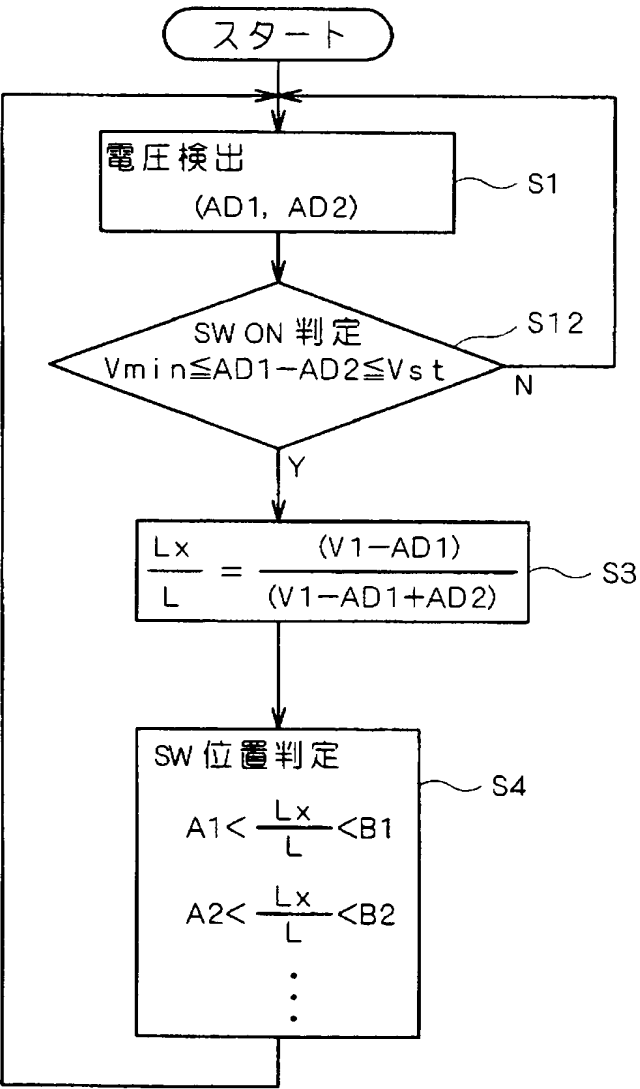 スタート
電圧検出
(AD1, AD2)
S1
SW ON 判定
Vmin≦AD1−AD2≦Vst
S12
N
Y
Lx/L = (V1−AD1)/(V1−AD1+AD2)
S3
SW 位置判定
S4
A1< Lx/L <B1
A2< Lx/L <B2
⋮